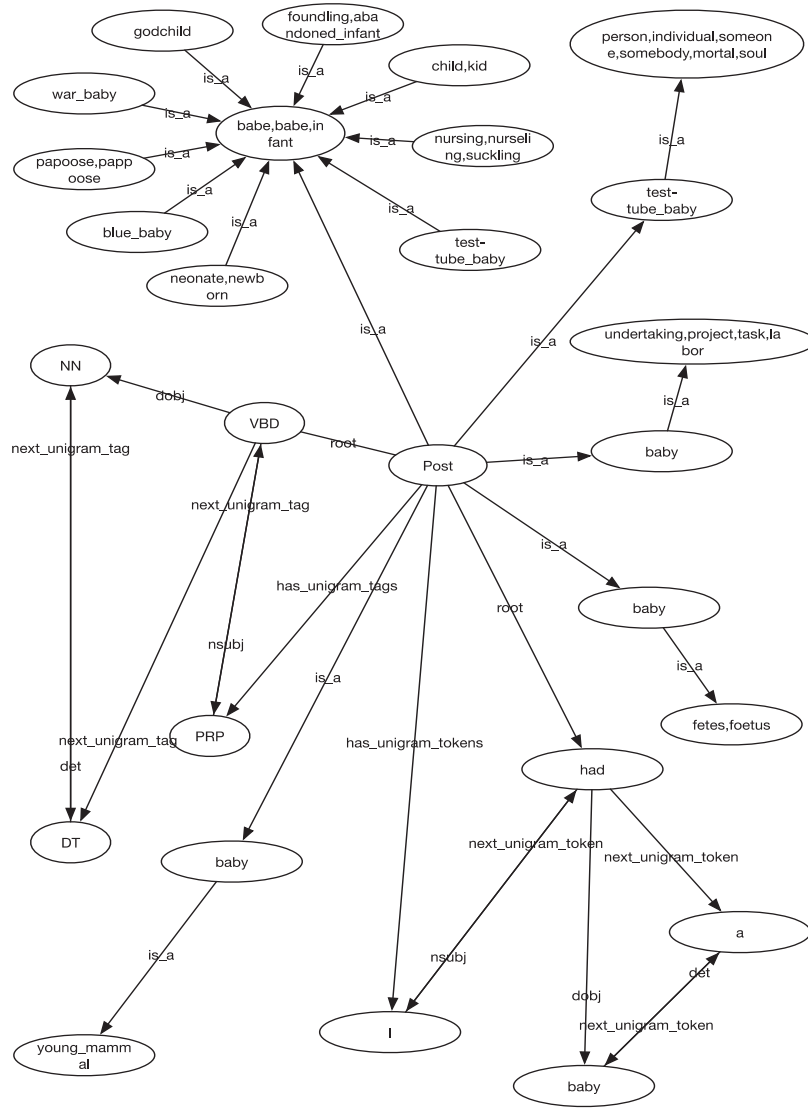 godchild
foundling,aba
ndoned_infant
person,individual,someon
e,somebody,mortal,soul
is_a
is_a
child,kid
is_a
war_baby
is_a
babe,babe,in
fant
is_a
nursing,nurseli
ng,suckling
is_a
papoose,papp
oose
is_a
is_a
is_a
is_a
test-
tube_baby
blue_baby
test-
tube_baby
neonate,newb
orn
is_a
is_a
undertaking,project,task,la
bor
NN
dobj
VBD
root
is_a
next_unigram_tag
Post
is_a
baby
next_unigram_tag
is_a
has_unigram_tags
root
baby
nsubj
is_a
is_a
next_unigram_tag
PRP
has_unigram_tokens
fetes,foetus
det
had
DT
baby
next_unigram_token
next_unigram_token
is_a
nsubj
a
dobj
det
I
next_unigram_token
young_mamm
al
baby